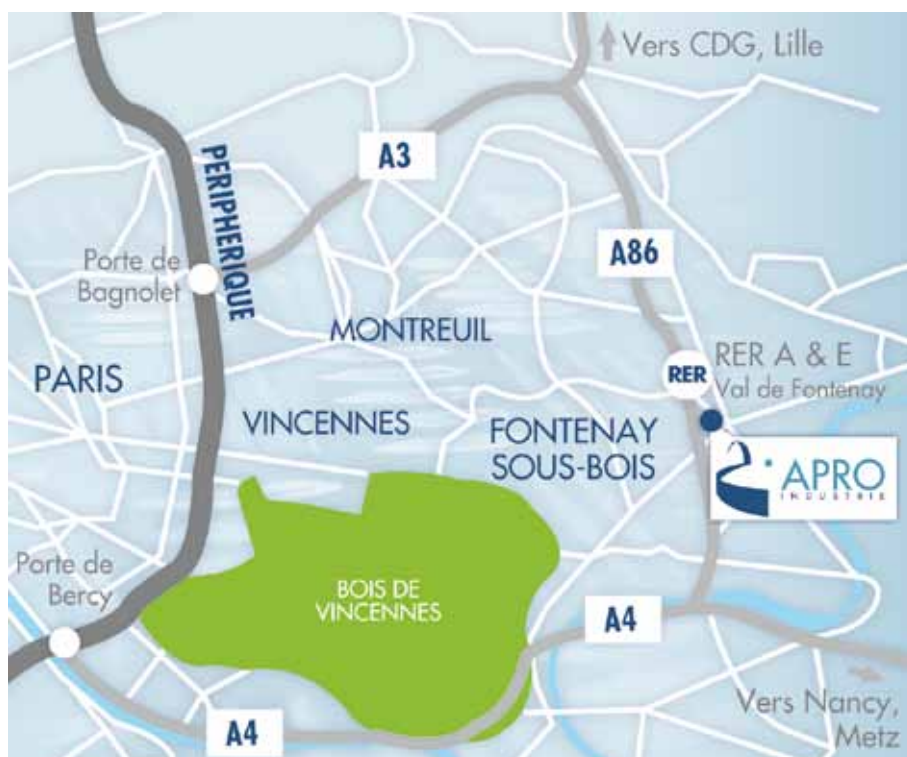 Vers CDG, Lille
A3
PERIPHERIQUE
A86
Porte de
Bagnolet
MONTREUIL
RER
RER A & E
Val de Fontenay
PARIS
VINCENNES
FONTENAY
SOUS-BOIS
APRO
INDUSTRIE
Porte de
Bercy
BOIS DE
VINCENNES
A4
Vers Nancy,
Metz
A4